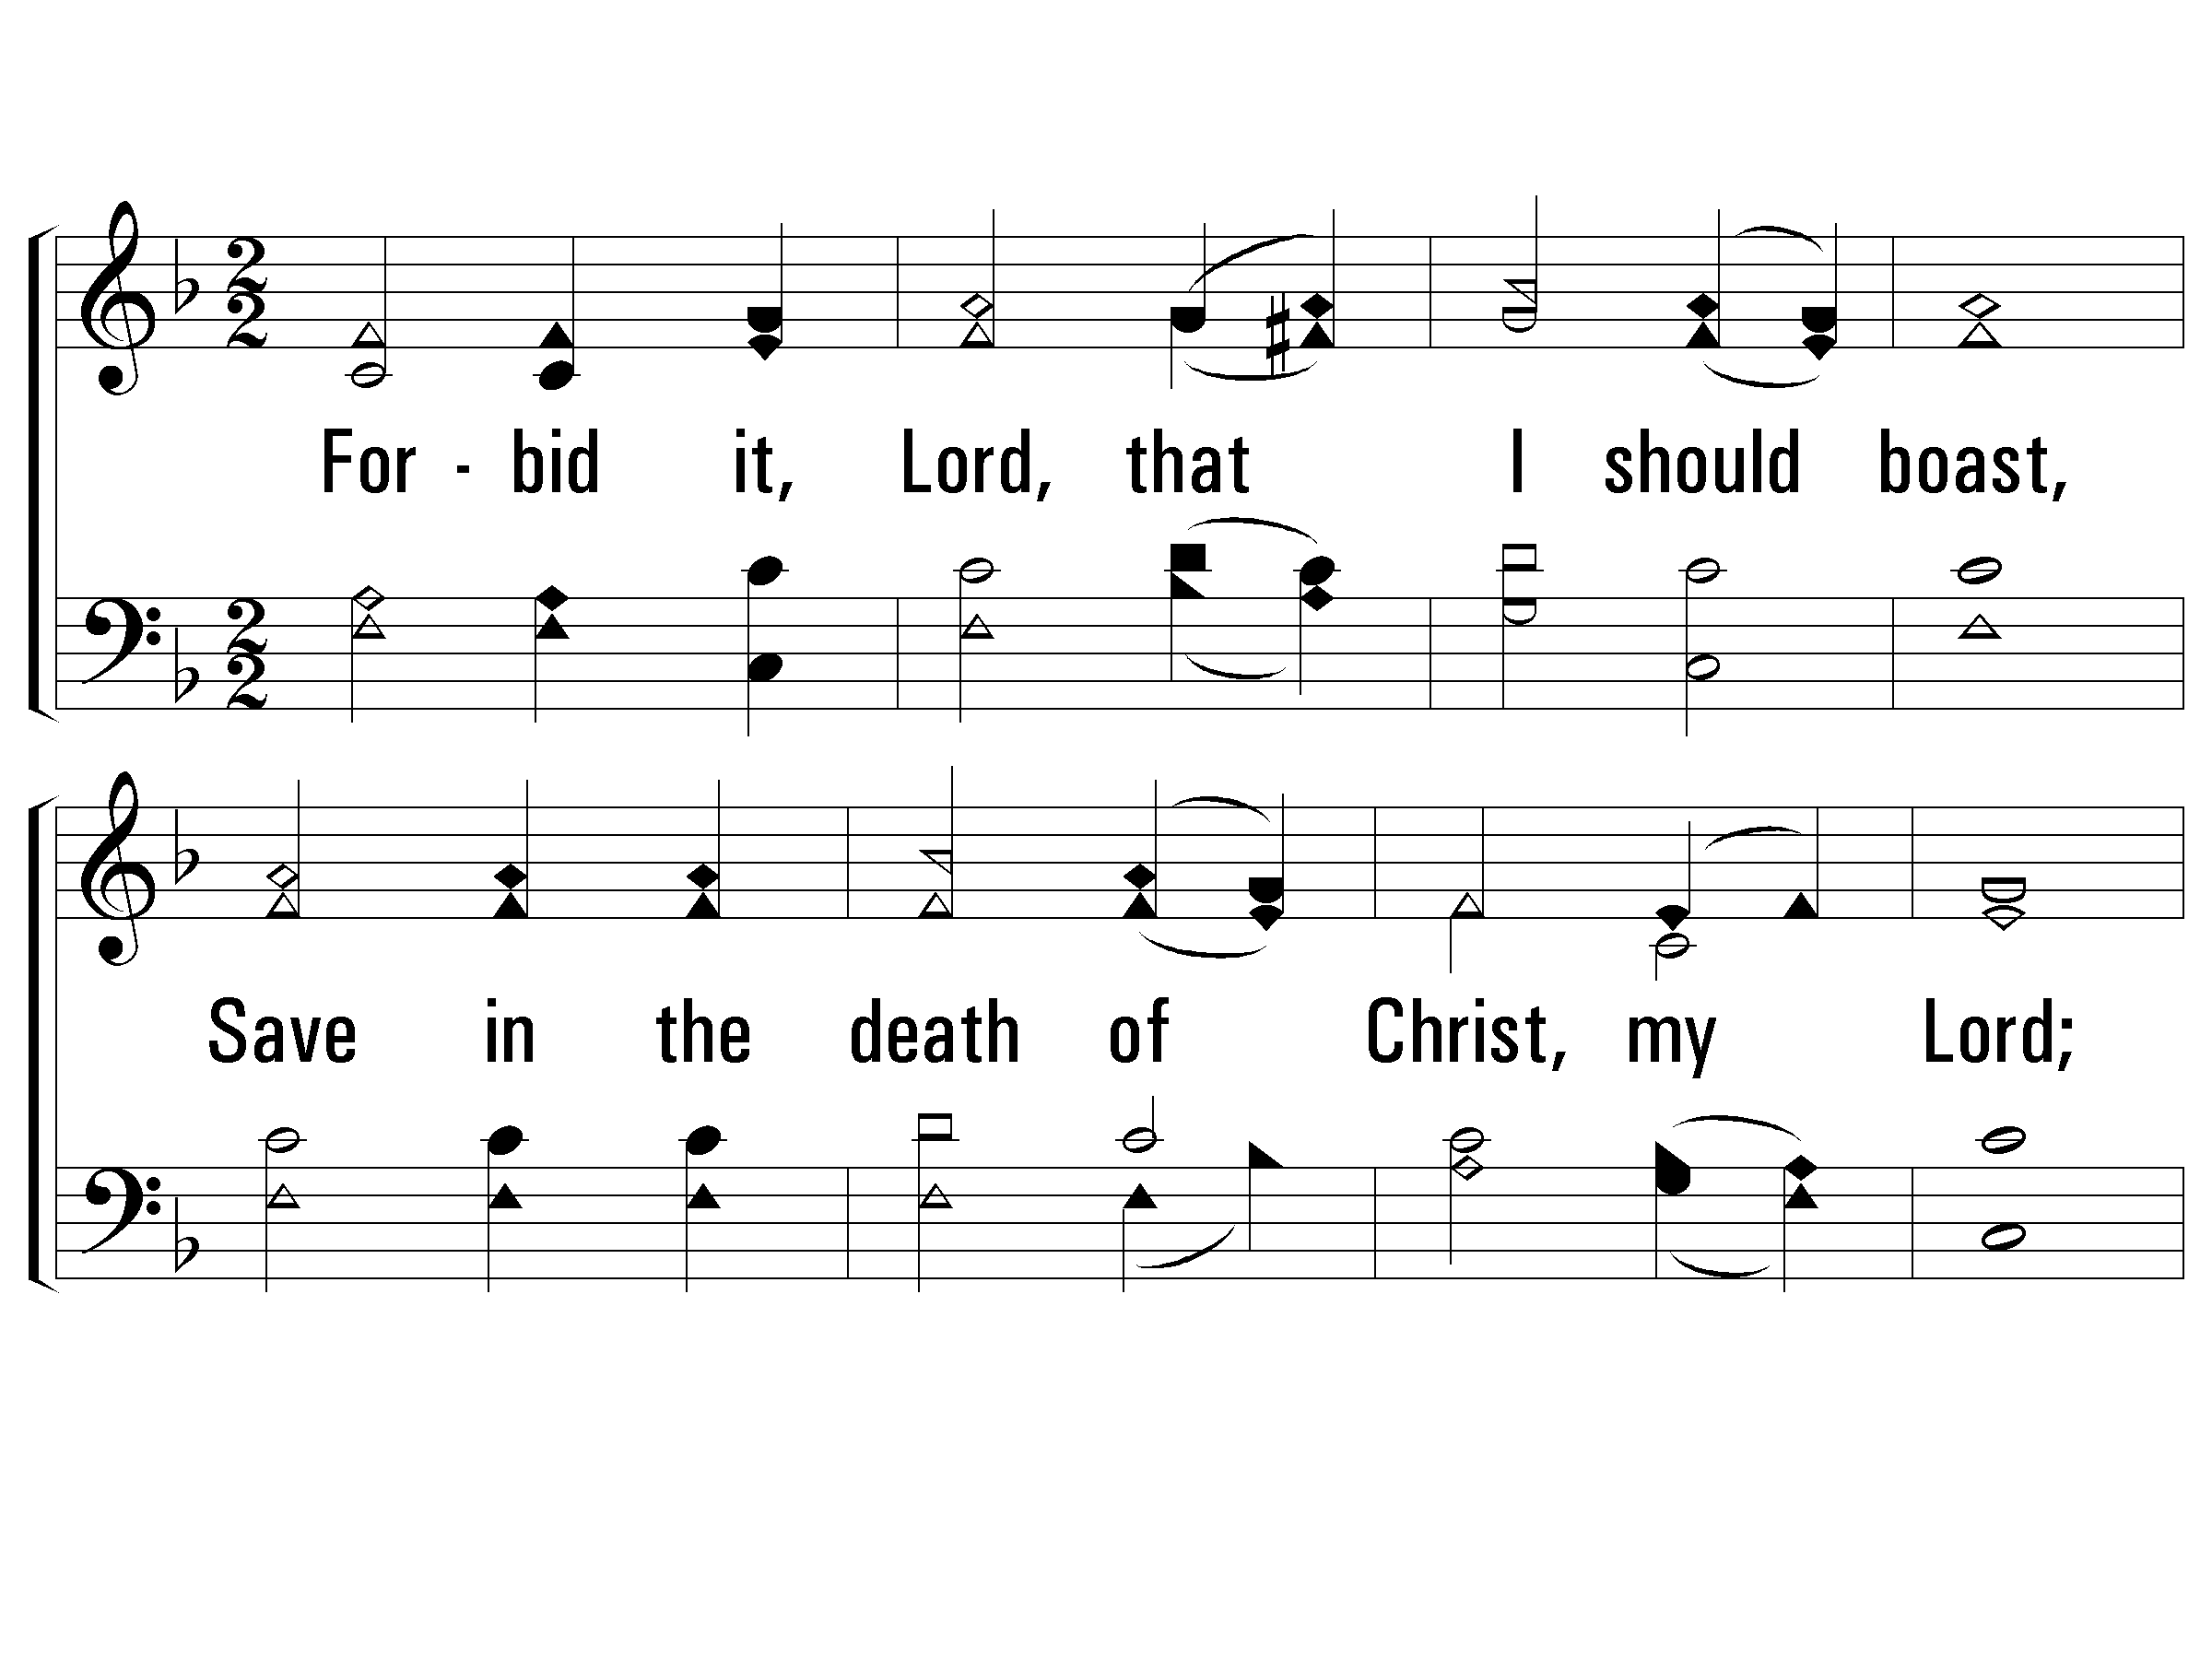 For - bid it, Lord, that I should boast,
Save in the death of Christ, my Lord;